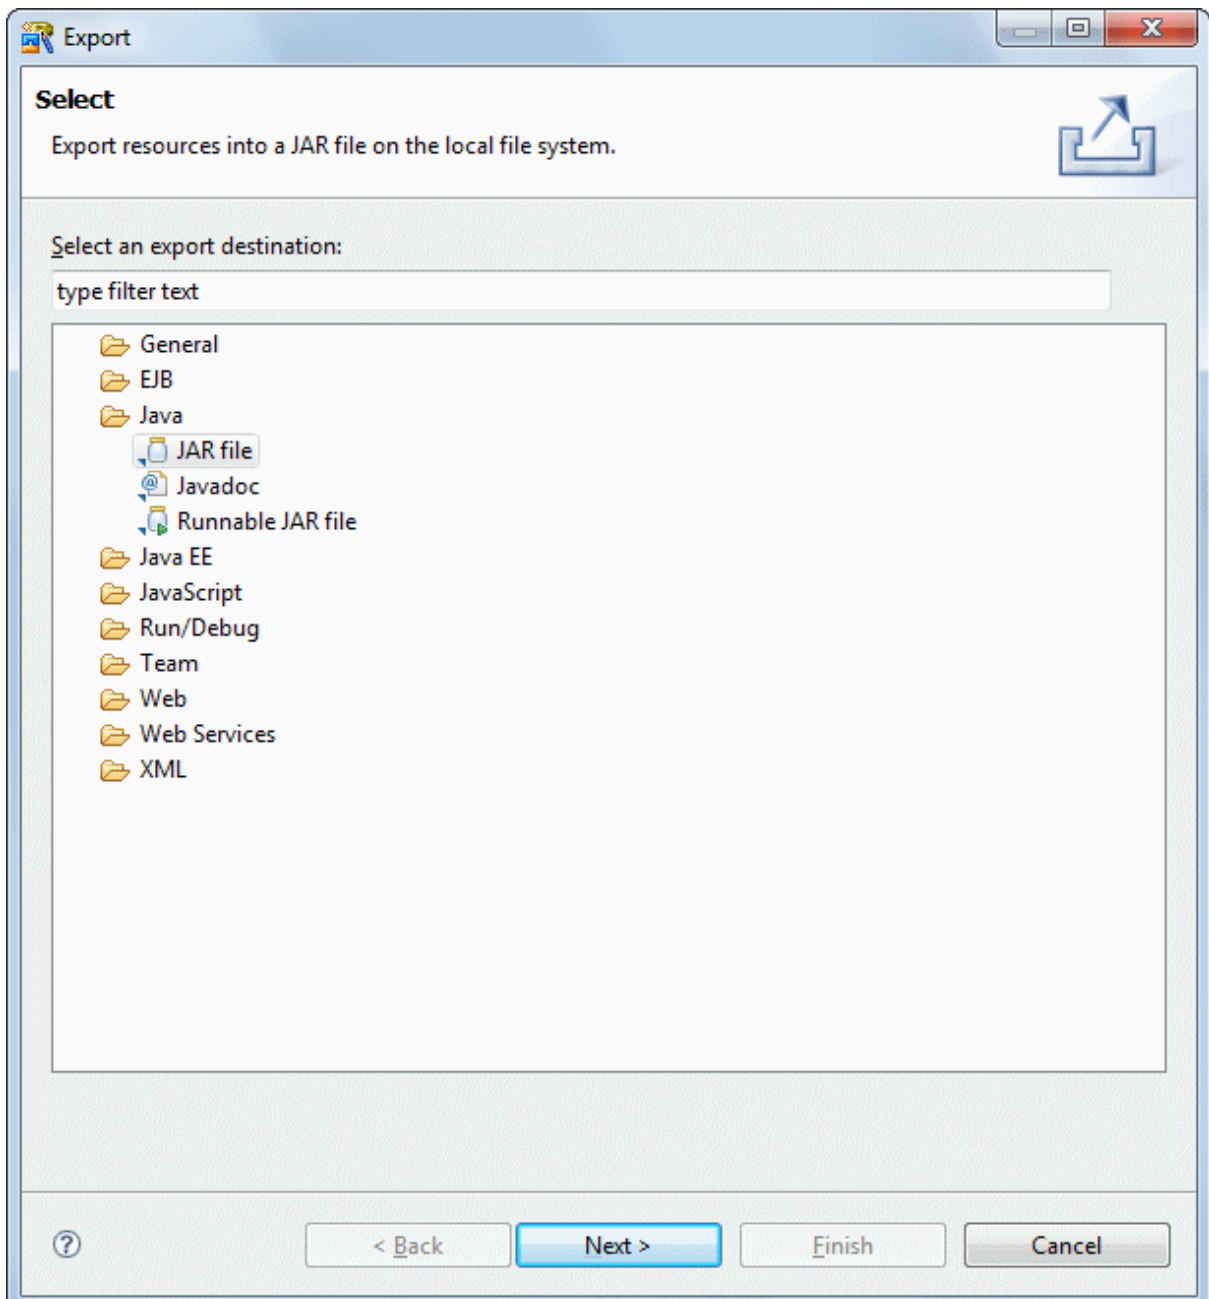 Export
Select
Export resources into a JAR file on the local file system.
Select an export destination:
type filter text
General
EJB
Java
JAR file
Javadoc
Runnable JAR file
Java EE
JavaScript
Run/Debug
Team
Web
Web Services
XML
< Back Next > Finish Cancel